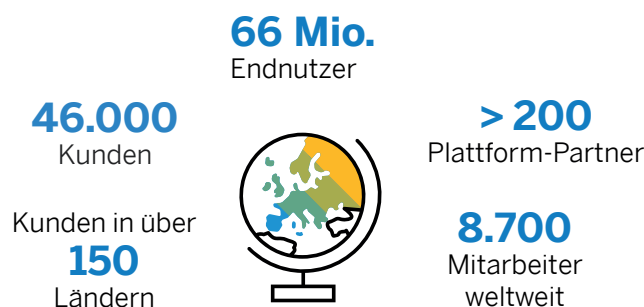 66 Mio.
Endnutzer
46.000
Kunden
> 200
Plattform-Partner
Kunden in über
150
Ländern
8.700
Mitarbeiter
weltweit